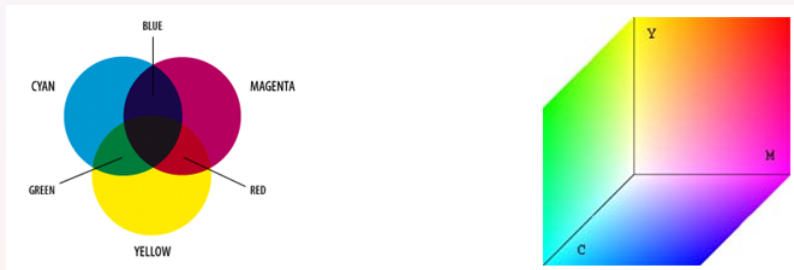 BLUE
CYAN
MAGENTA
GREEN
RED
YELLOW
Y
M
C